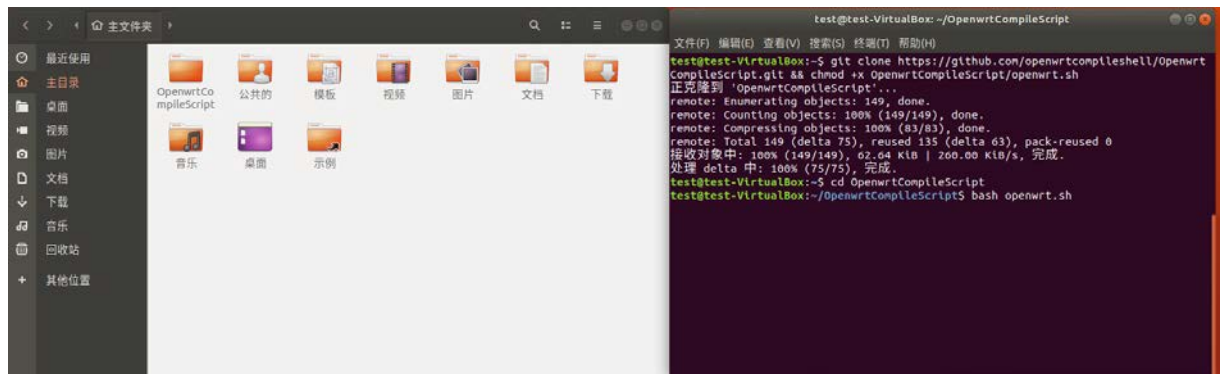 主文件夹
最近使用
主目录
桌面
视频
图片
文档
下载
音乐
回收站
其他位置
OpenwrtCo
mpileScript
公共的
模板
视频
图片
文档
下载
音乐
桌面
示例
test@test-VirtualBox: ~/OpenwrtCompileScript
文件(F) 编辑(E) 查看(V) 搜索(S) 终端(T) 帮助(H)
test@test-VirtualBox:~$ git clone https://github.com/openwrtcompileshell/Openwrt
CompileScript.git && chmod +x OpenwrtCompileScript/openwrt.sh
正克隆到 'OpenwrtCompileScript'...
remote: Enumerating objects: 149, done.
remote: Counting objects: 100% (149/149), done.
remote: Compressing objects: 100% (83/83), done.
remote: Total 149 (delta 75), reused 135 (delta 63), pack-reused 0
接收对象中: 100% (149/149), 62.64 KiB | 260.00 KiB/s, 完成.
处理 delta 中: 100% (75/75), 完成.
test@test-VirtualBox:~$ cd OpenwrtCompileScript
test@test-VirtualBox:~/OpenwrtCompileScript$ bash openwrt.sh